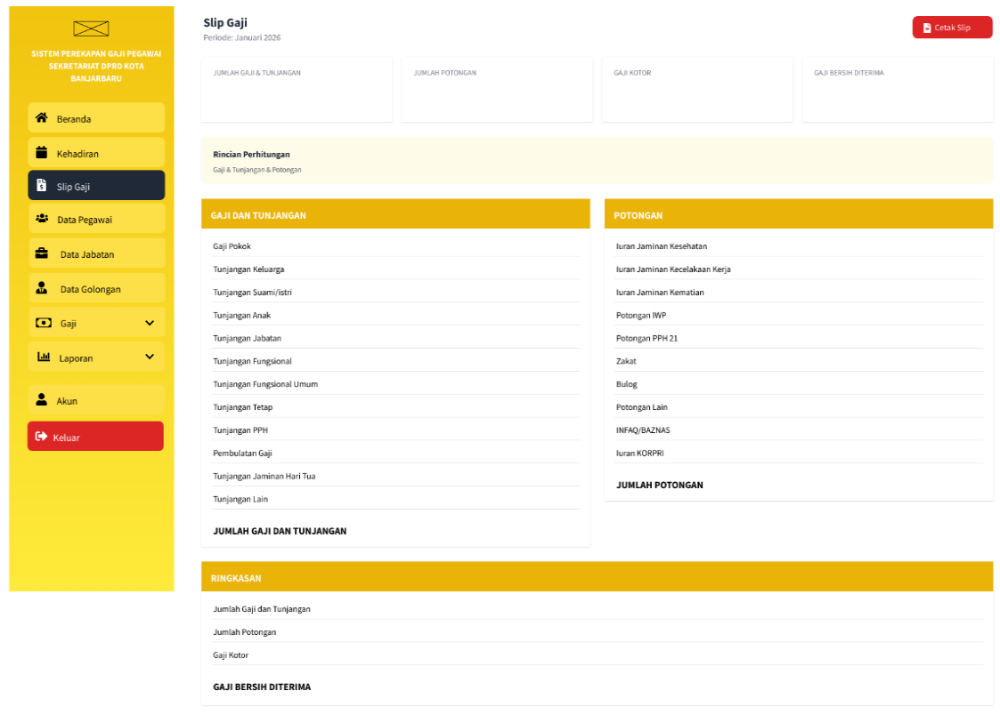 SISTEM PEREKAPAN GAJI PEGAWAI
SEKRETARIAT DPRD KOTA
BANJARBARU
Beranda
Kehadiran
Slip Gaji
Data Pegawai
Data Jabatan
Data Golongan
Gaji
Laporan
Akun
Keluar
Slip Gaji
Periode: Januari 2026
Cetak Slip
JUMLAH GAJI & TUNJANGAN
JUMLAH POTONGAN
GAJI KOTOR
GAJI BERSIH DITERIMA
Rincian Perhitungan
Gaji & Tunjangan & Potongan
GAJI DAN TUNJANGAN
Gaji Pokok
Tunjangan Keluarga
Tunjangan Suami/istri
Tunjangan Anak
Tunjangan Jabatan
Tunjangan Fungsional
Tunjangan Fungsional Umum
Tunjangan Tetap
Tunjangan PPH
Pembulatan Gaji
Tunjangan Jaminan Hari Tua
Tunjangan Lain
JUMLAH GAJI DAN TUNJANGAN
POTONGAN
Iuran Jaminan Kesehatan
Iuran Jaminan Kecelakaan Kerja
Iuran Jaminan Kematian
Potongan IWP
Potongan PPH 21
Zakat
Bulog
Potongan Lain
INFAQ/BAZNAS
Iuran KORPRI
JUMLAH POTONGAN
RINGKASAN
Jumlah Gaji dan Tunjangan
Jumlah Potongan
Gaji Kotor
GAJI BERSIH DITERIMA